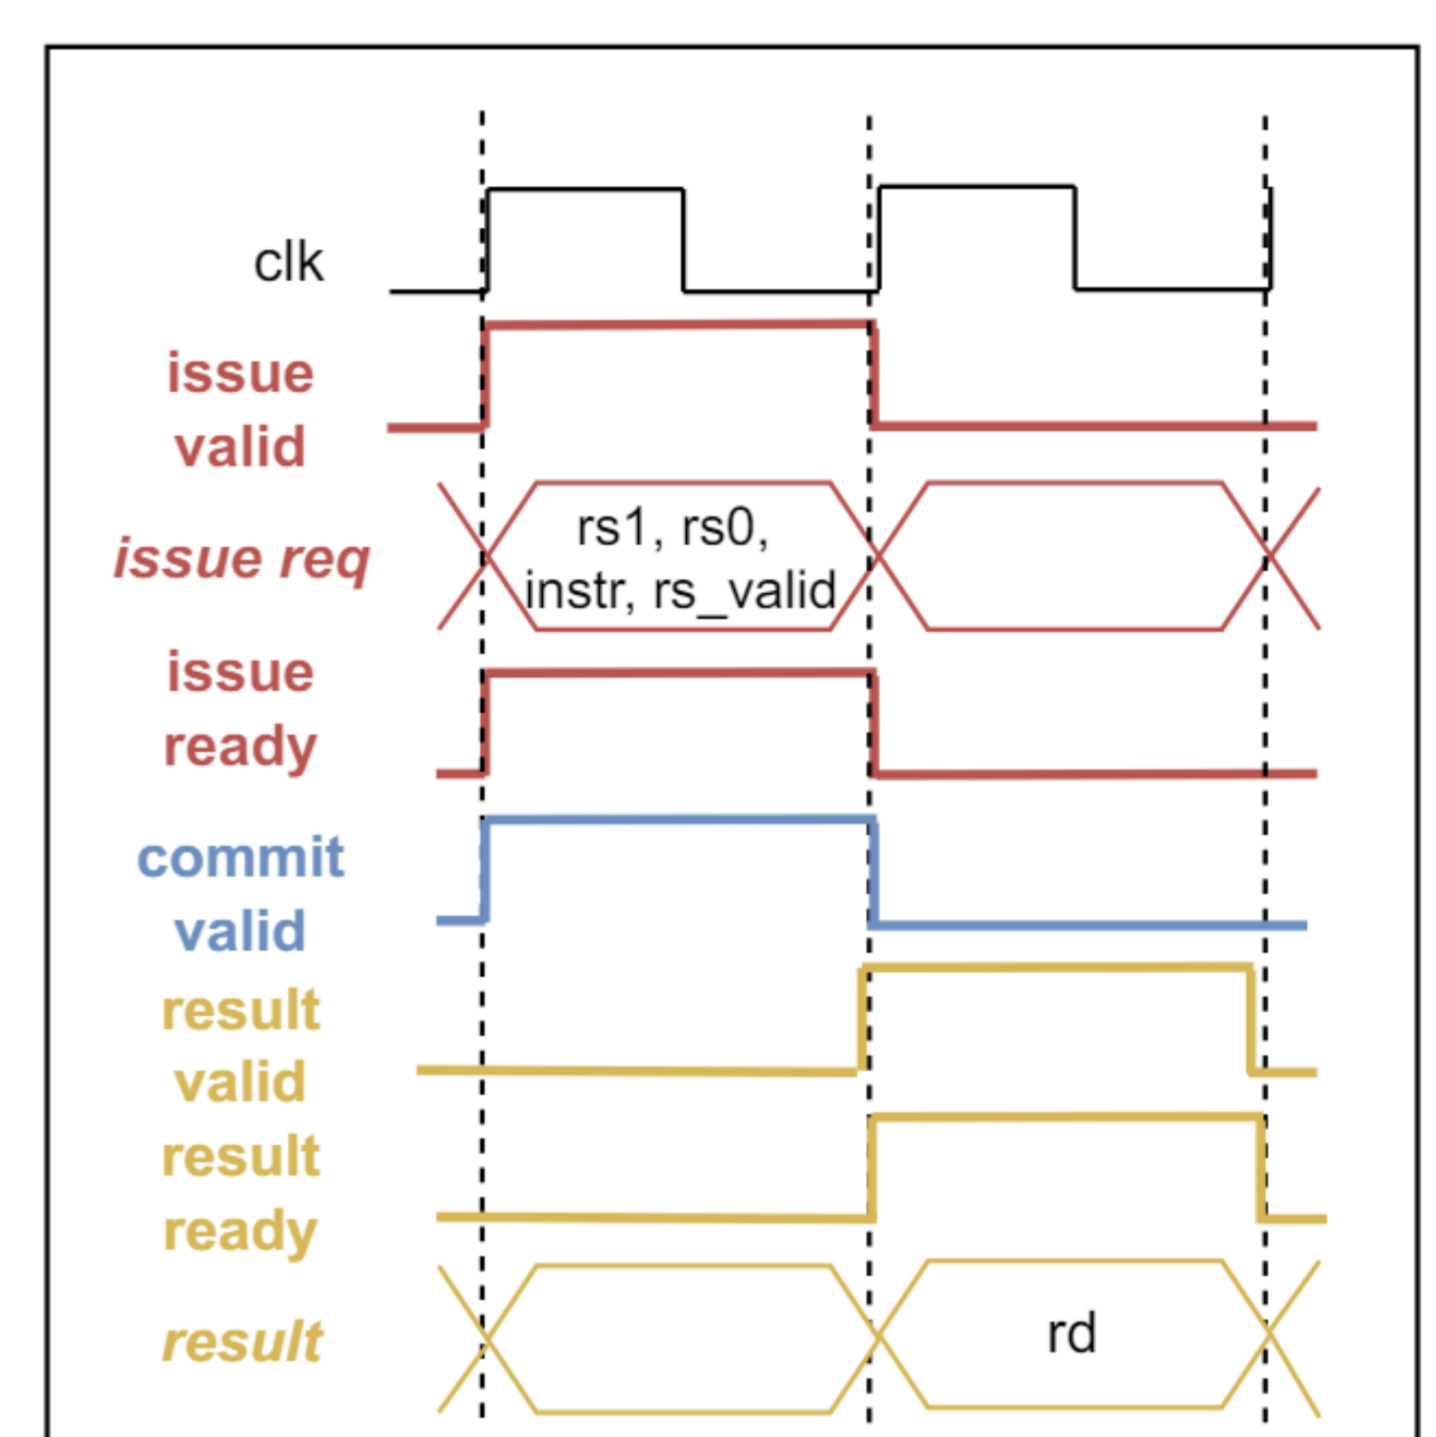 clk
issue
valid
issue req
rs1, rs0,
instr, rs_valid
issue
ready
commit
valid
result
valid
result
ready
result
rd